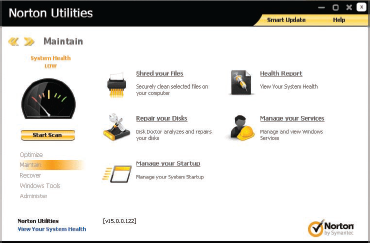 Norton Utilities
Smart Update Help
Maintain
System Health
LOW
Start Scan
Optimize
Maintain
Recover
Windows Tools
Administer
Shred your Files
Securely clean selected files on
your computer
Health Report
View Your System Health
Repair your Disks
Disk Doctor analyzes and repairs
your disks
Manage your Services
Manage and view Windows
Services
Manage your Startup
Manage your System Startup
Norton Utilities [v15.0.0.122]
View Your System Health
Norton
by Symantec